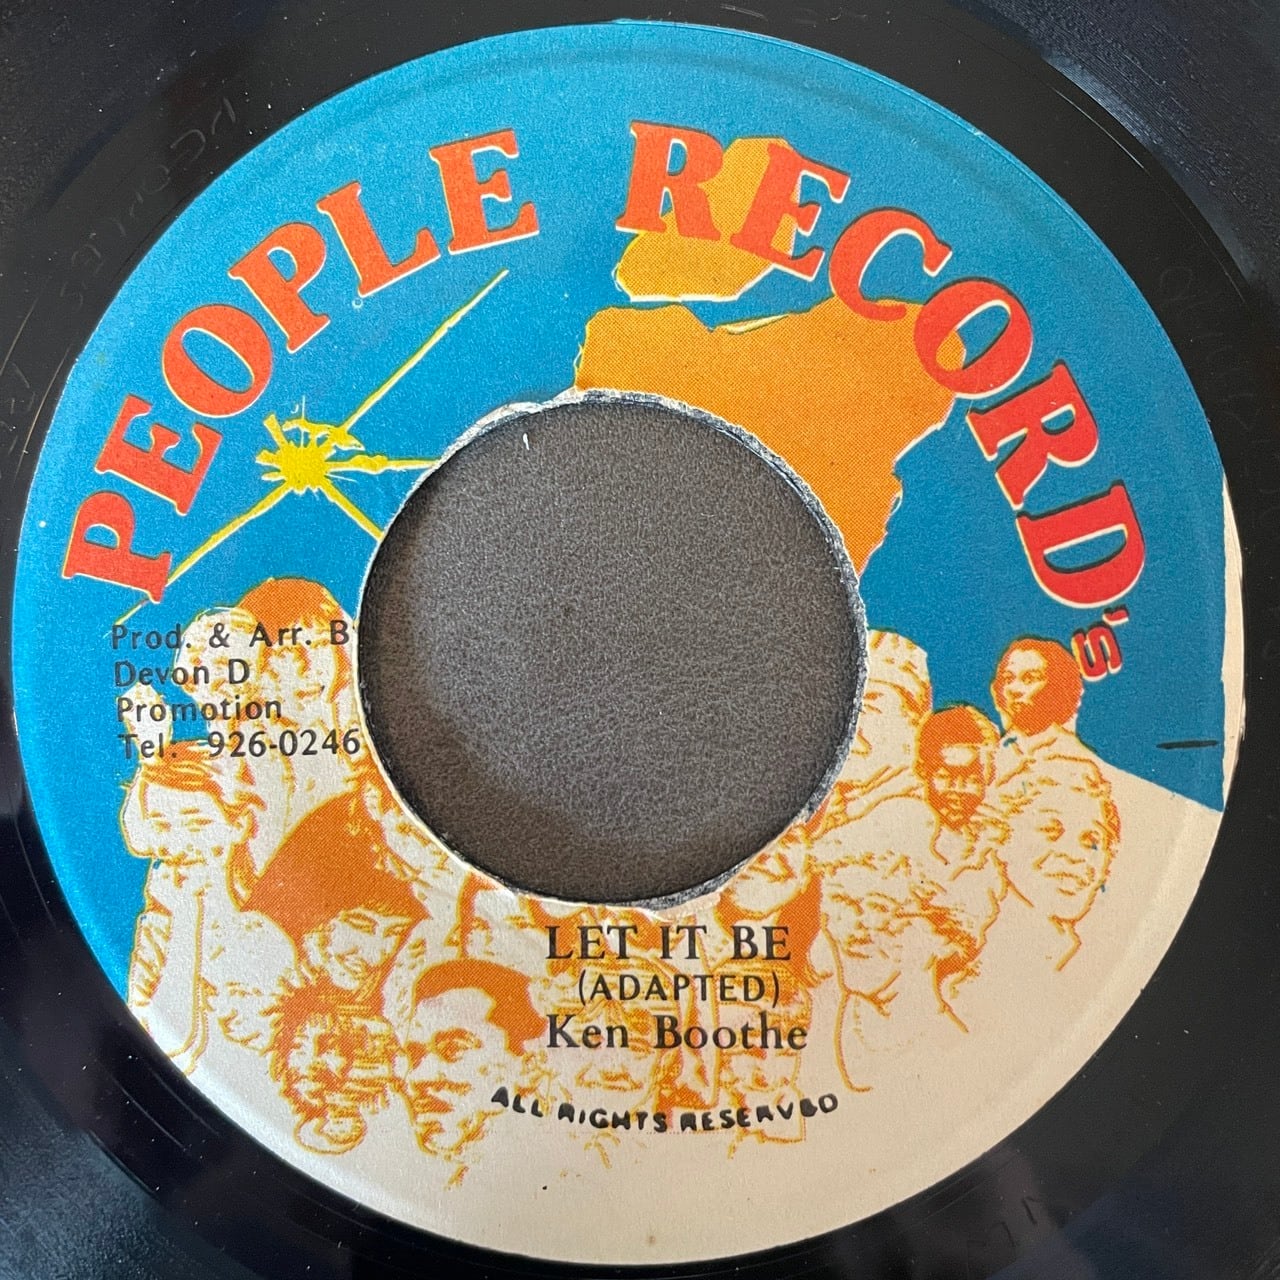 PEOPLE RECORD's
Prod. & Arr. B
Devon D
Promotion
Tel: 926-0246
LET IT BE
(ADAPTED)
Ken Boothe
ALL RIGHTS RESERVED